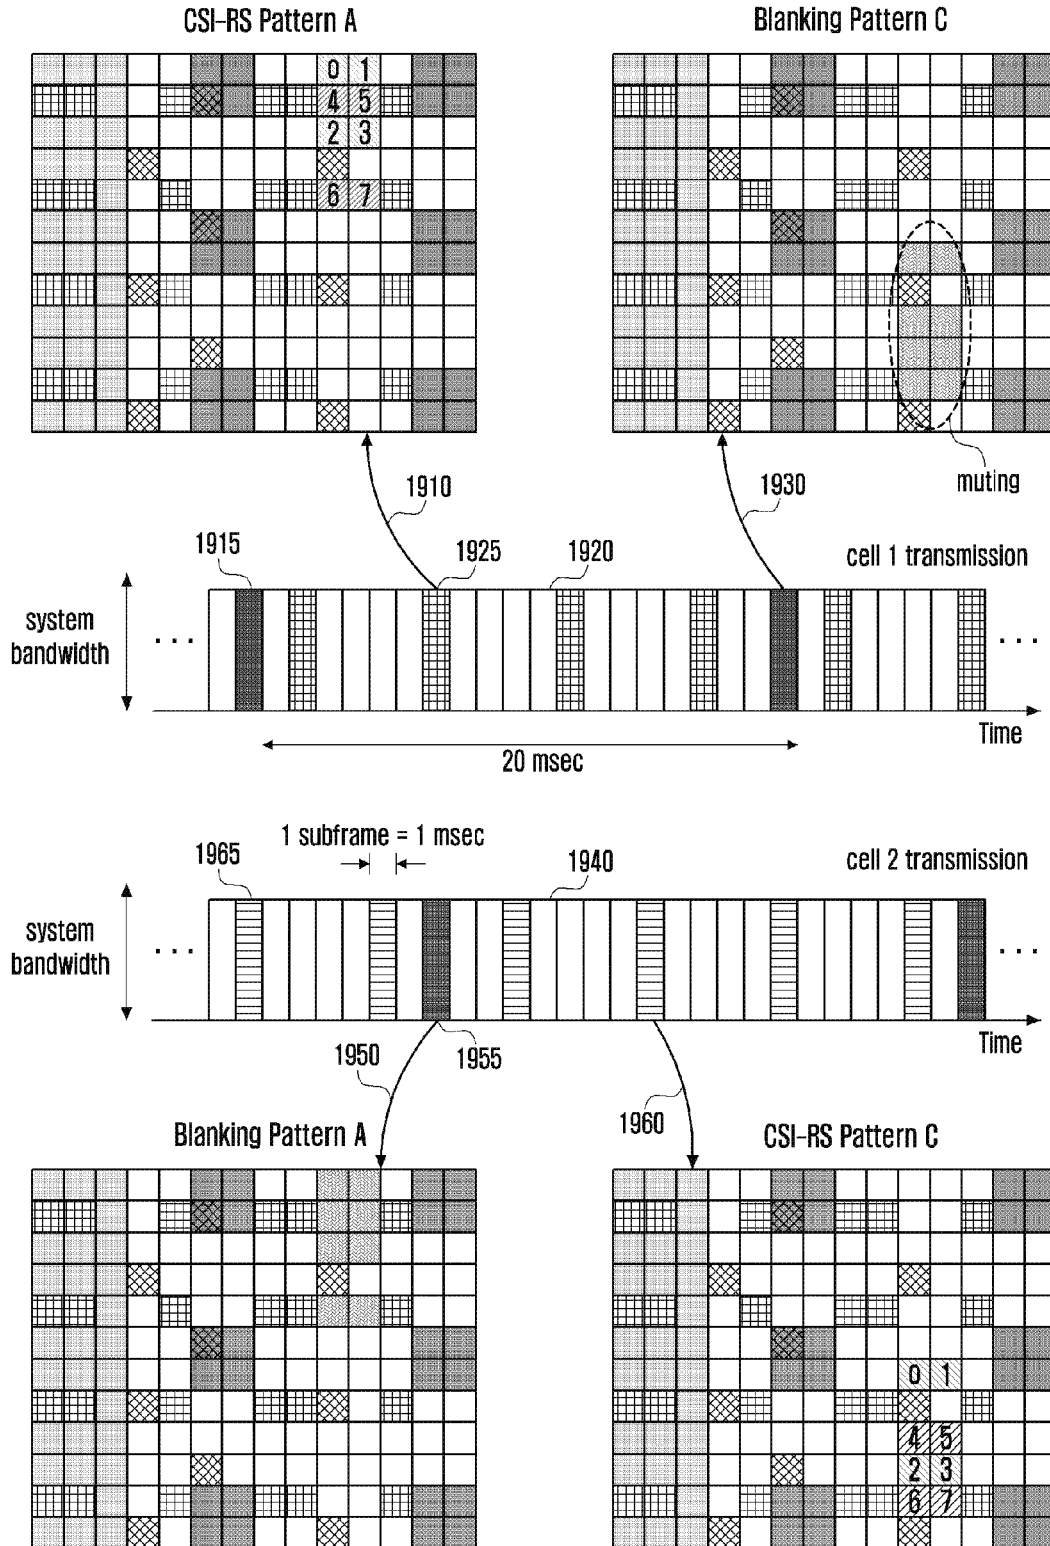 CSI-RS Pattern A
Blanking Pattern C
0 1
4 5
2 3
6 7
muting
1910
1930
1915
1925
1920
cell 1 transmission
system
bandwidth
. . .
. . .
Time
20 msec
1 subframe = 1 msec
1965
1940
cell 2 transmission
system
bandwidth
. . .
. . .
Time
1950
1955
1960
Blanking Pattern A
CSI-RS Pattern C
0 1
4 5
2 3
6 7